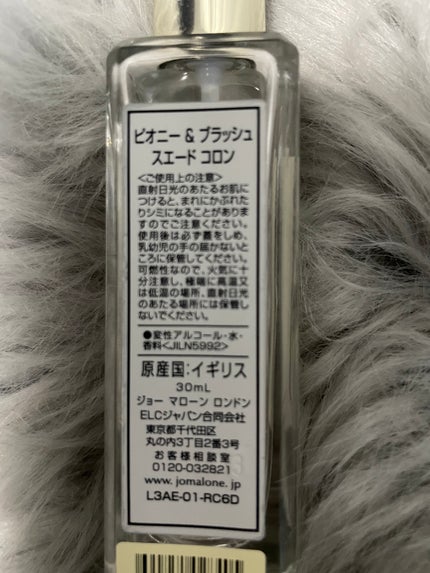 ピオニー & ブラッシュ
スエード コロン
<ご使用上の注意>
直射日光のあたるお肌に
つけると、まれにかぶれた
りシミになることがありま
すのでご注意ください。
使用後は必ず蓋をしめ、
乳幼児の手の届かないと
ころに保管してください。
可燃性なので、火気に十
分注意し、極端に高温又
は低温の場所、直射日光
のあたる場所には保管し
ないでください。
●変性アルコール・水・
香料<JILN5992>
原産国:イギリス
30mL
ジョー マローン ロンドン
ELCジャパン合同会社
東京都千代田区
丸の内3丁目2番3号
お客様相談室
0120-032821
www.jomalone.jp
L3AE-01-RC6D